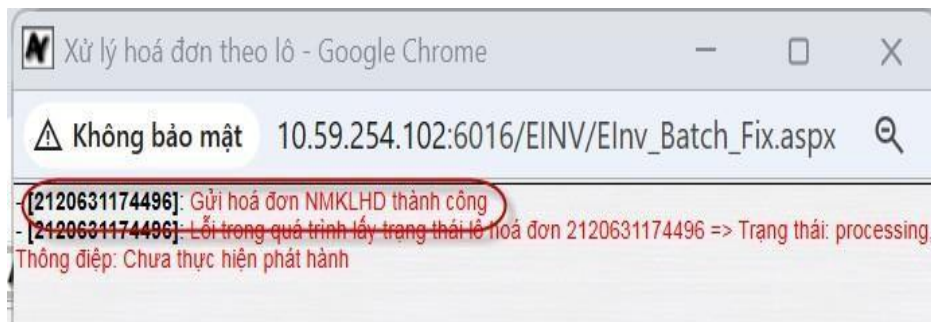 Xử lý hoá đơn theo lô - Google Chrome
Không bảo mật 10.59.254.102:6016/EINV/EInv_Batch_Fix.aspx
- [2120631174496]: Gửi hoá đơn NMKLHD thành công
- [2120631174496]: Lỗi trong quá trình lấy trạng thái lô hoá đơn 2120631174496 => Trạng thái: processing,
Thông điệp: Chưa thực hiện phát hành